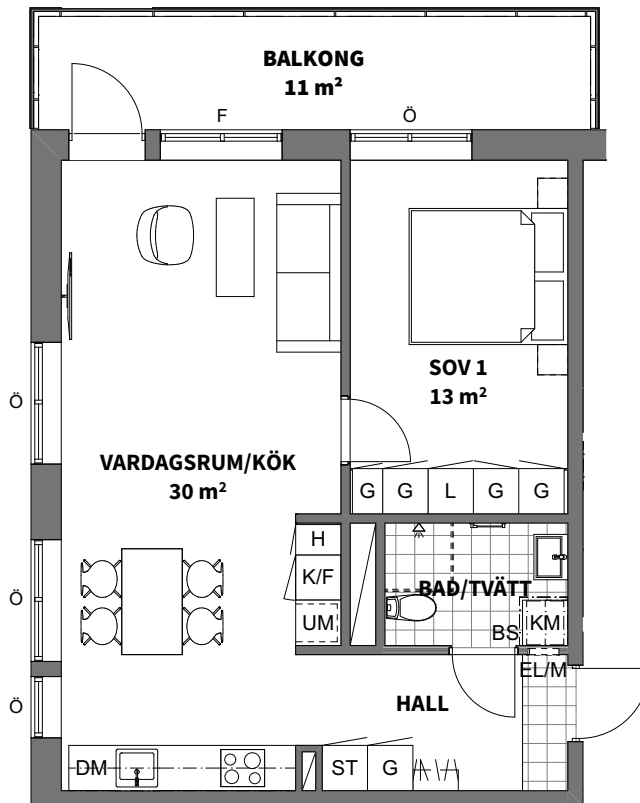 BALKONG
11 m²
F
Ö
SOV 1
13 m²
Ö
VARDAGSRUM/KÖK
30 m²
G
G
L
G
G
H
K/F
UM
BAD/TVÄTT
BS
KM
Ö
EL/M
Ö
HALL
DM
ST
G